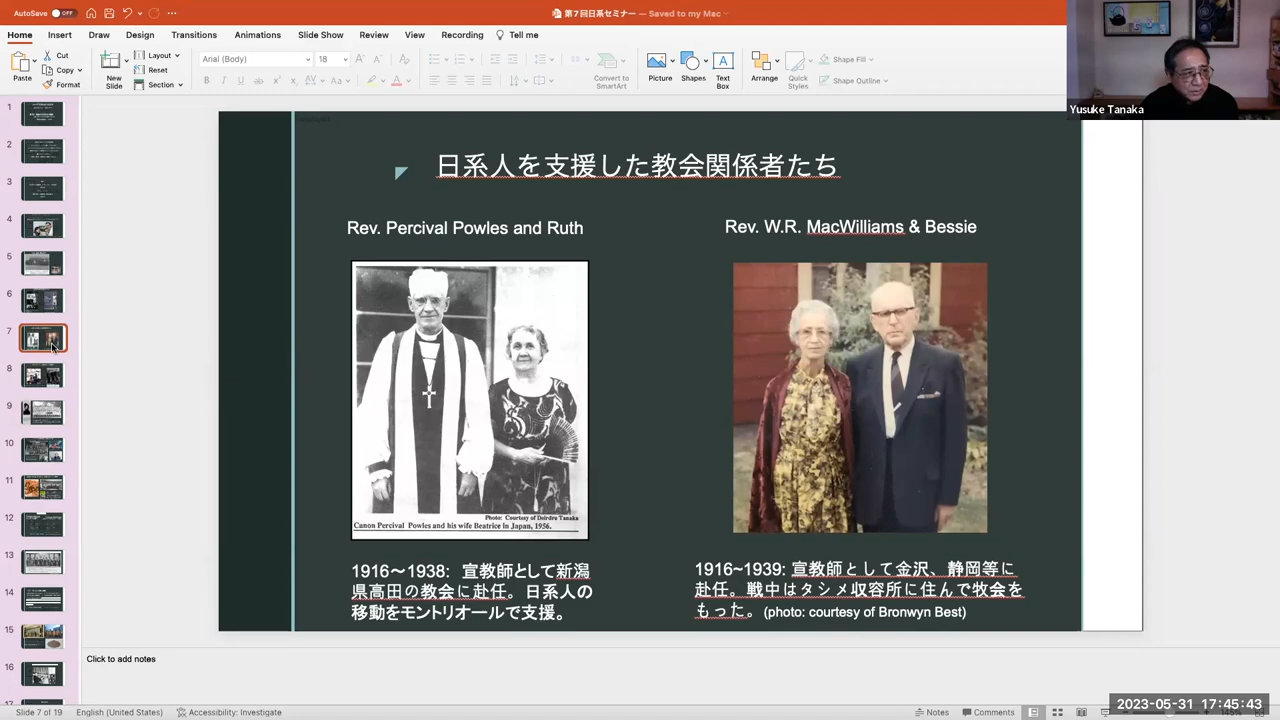 AutoSave OFF
第７回日系セミナー — Saved to my Mac
Home Insert Draw Design Transitions Animations Slide Show Review View Recording Tell me
Paste
Cut
Copy
Format
New Slide
Layout
Reset
Section
Arial (Body) 18
Convert to SmartArt
Picture
Shapes
Text Box
Arrange
Quick Styles
Shape Fill
Shape Outline
Yusuke Tanaka
日系人を支援した教会関係者たち
Rev. Percival Powles and Ruth
Rev. W.R. MacWilliams & Bessie
Photo: Courtesy of Deirdre Tanaka
Canon Percival Powles and his wife Beatrice in Japan, 1956.
1916～1938: 宣教師として新潟
県高田の教会に赴任。日系人の
移動をモントリオールで支援。
1916~1939: 宣教師として金沢、静岡等に
赴任。戦中はタシメ収容所に住んで牧会を
もった。(photo: courtesy of Bronwyn Best)
2
3
4
5
6
7
8
9
10
11
12
13
14
15
16
17
Click to add notes
Slide 7 of 19 English (United States) Accessibility: Investigate
Notes Comments
2023-05-31 17:45:43